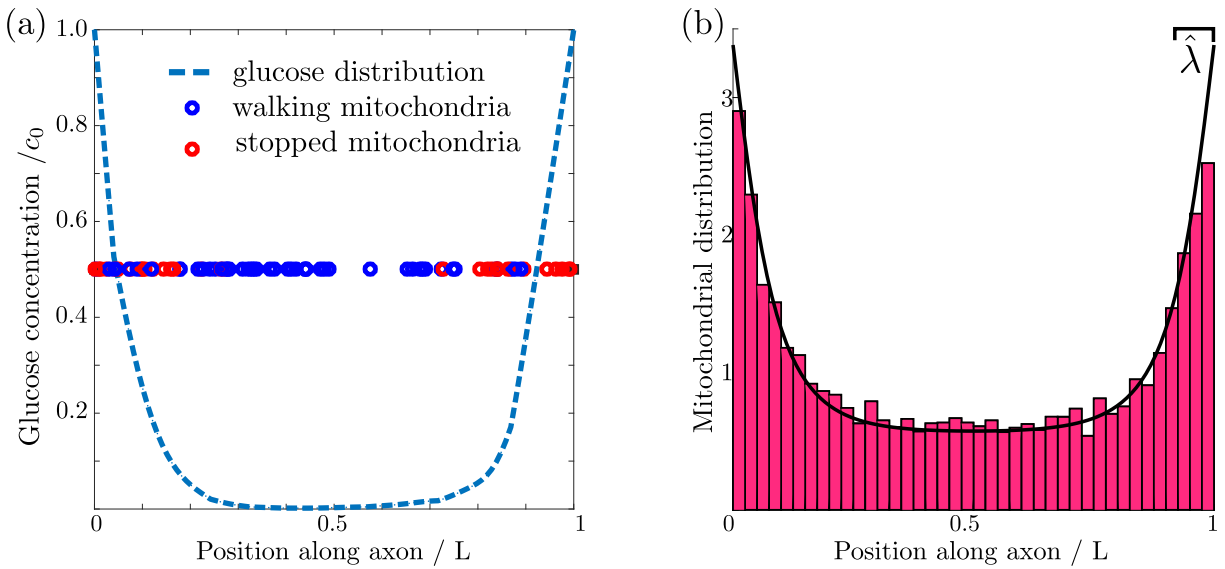 (a)
1.0
0.8
0.6
0.4
0.2
0
0.5
1
Glucose concentration /c₀
Position along axon / L
glucose distribution
walking mitochondria
stopped mitochondria
(b)
λ̂
3
2
1
0
0.5
1
Mitochondrial distribution
Position along axon / L